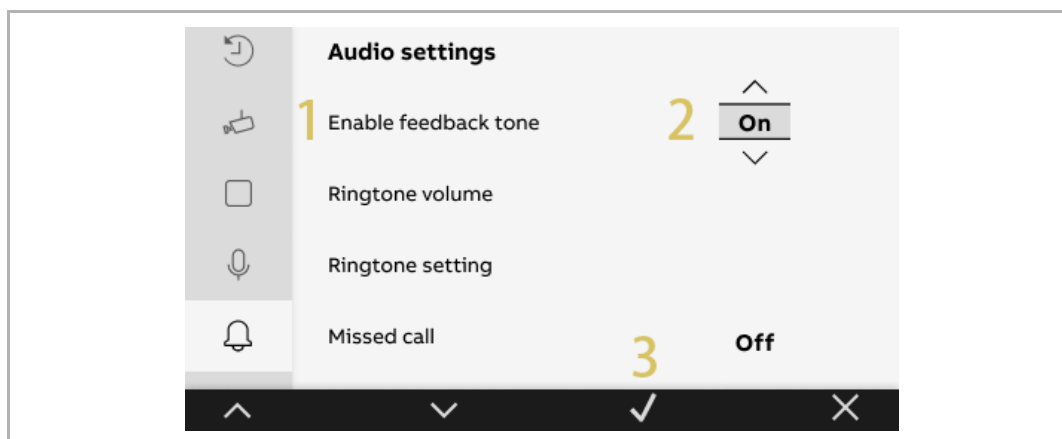 Audio settings
1 Enable feedback tone 2 On
Ringtone volume
Ringtone setting
Missed call 3 Off